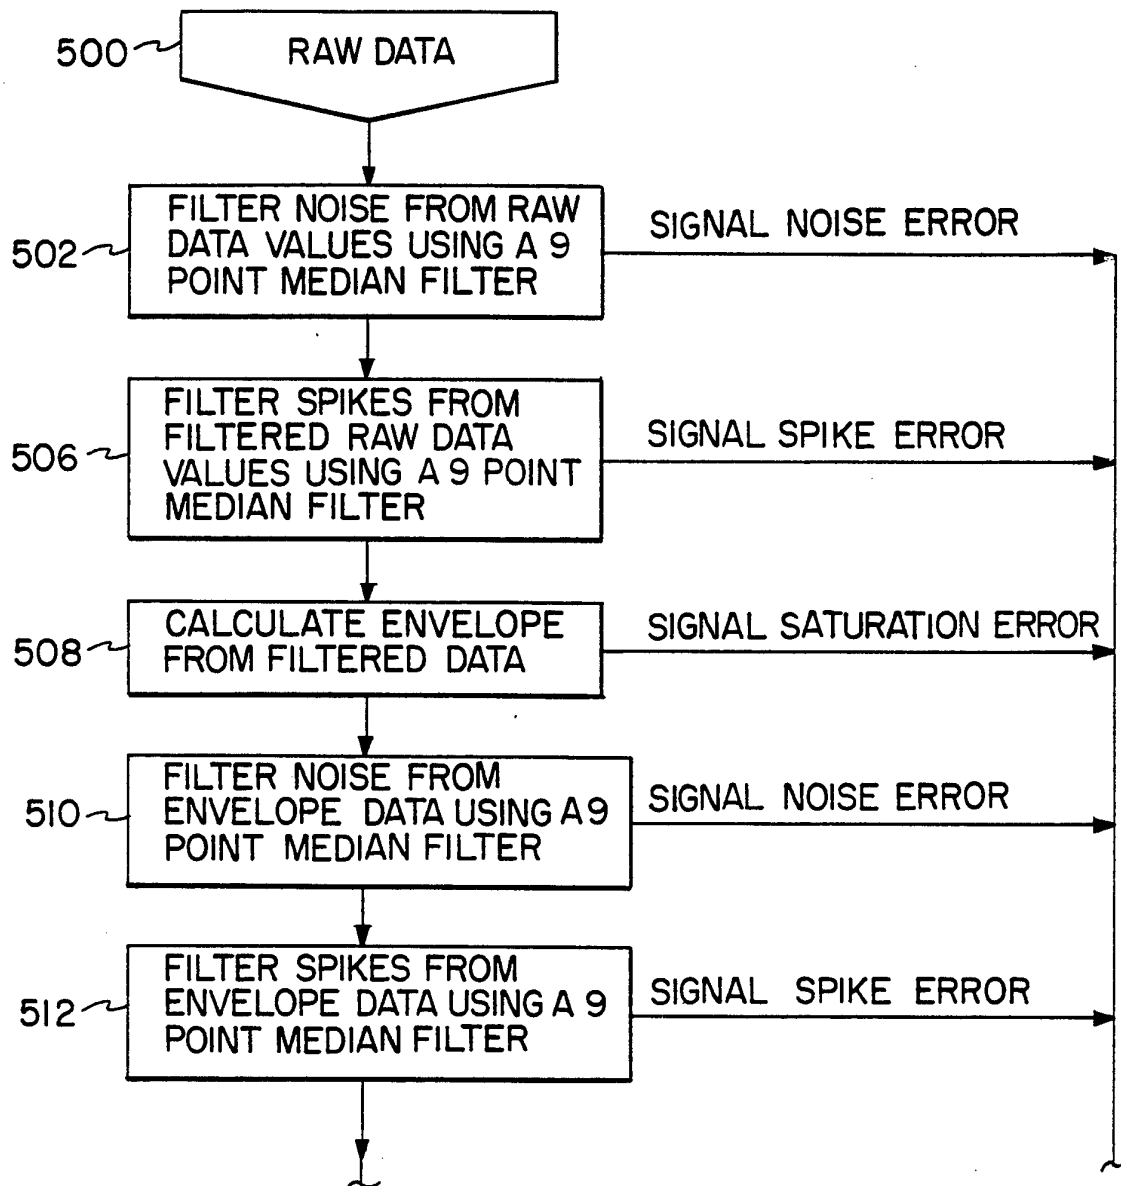 500
RAW DATA
502
FILTER NOISE FROM RAW
DATA VALUES USING A 9
POINT MEDIAN FILTER
SIGNAL NOISE ERROR
506
FILTER SPIKES FROM
FILTERED RAW DATA
VALUES USING A 9 POINT
MEDIAN FILTER
SIGNAL SPIKE ERROR
508
CALCULATE ENVELOPE
FROM FILTERED DATA
SIGNAL SATURATION ERROR
510
FILTER NOISE FROM
ENVELOPE DATA USING A 9
POINT MEDIAN FILTER
SIGNAL NOISE ERROR
512
FILTER SPIKES FROM
ENVELOPE DATA USING A 9
POINT MEDIAN FILTER
SIGNAL SPIKE ERROR